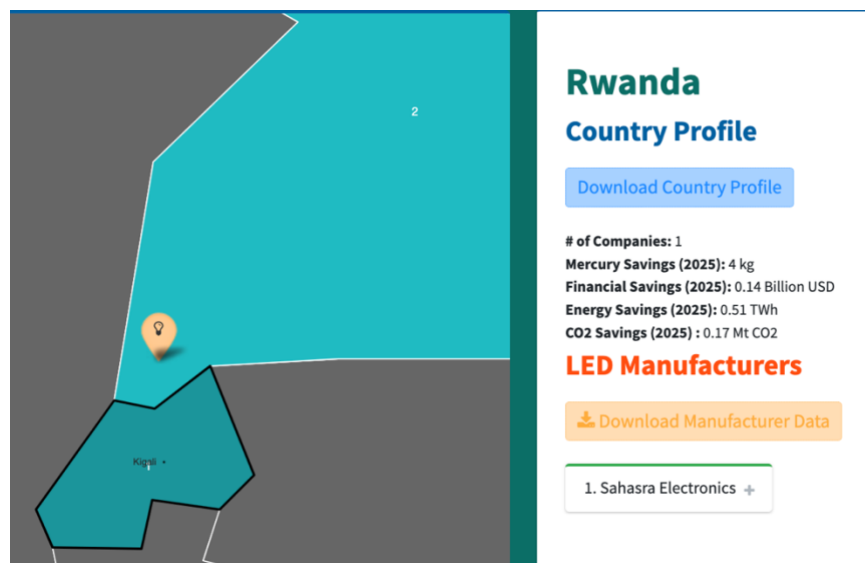 2
Kigali
Rwanda
Country Profile
Download Country Profile
# of Companies: 1
Mercury Savings (2025): 4 kg
Financial Savings (2025): 0.14 Billion USD
Energy Savings (2025): 0.51 TWh
CO2 Savings (2025) : 0.17 Mt CO2
LED Manufacturers
Download Manufacturer Data
1. Sahasra Electronics +